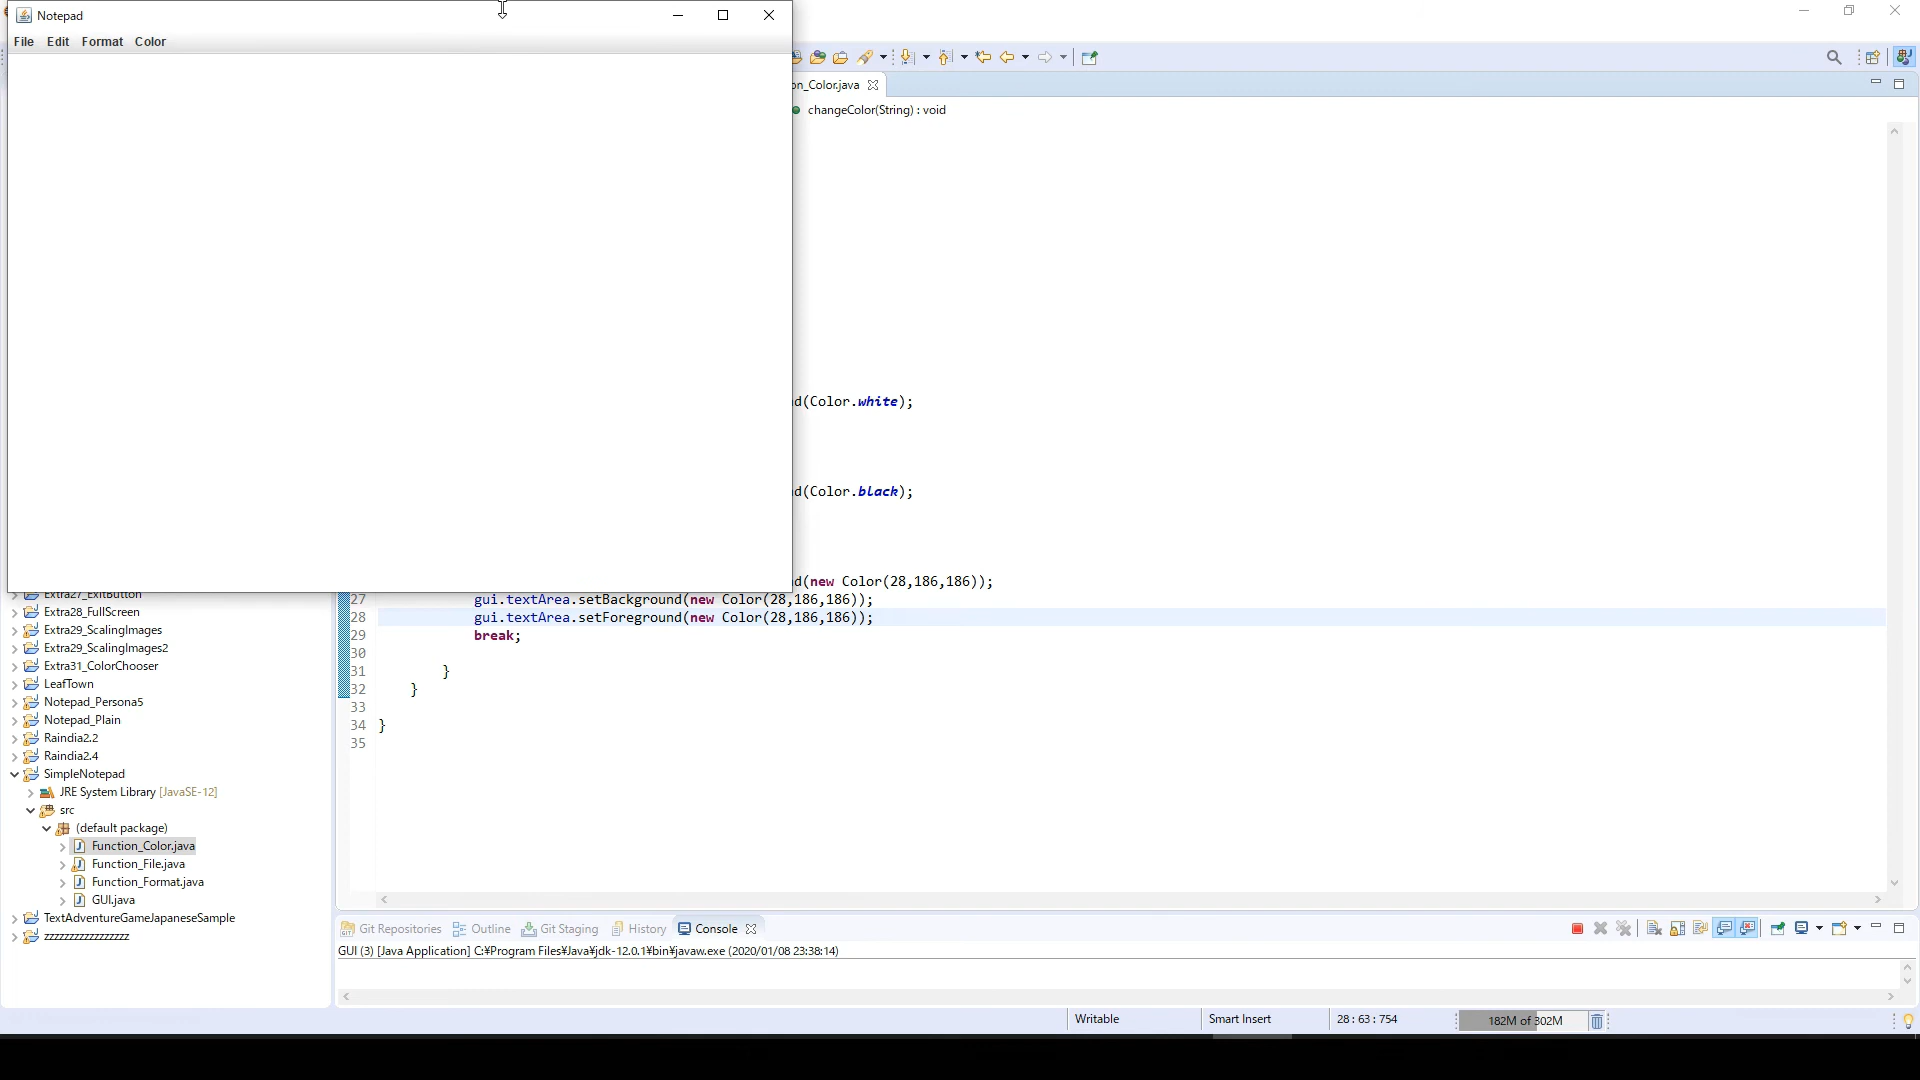 Notepad
File Edit Format Color
on_Color.java
changeColor(String) : void
d(Color.white);
d(Color.black);
d(new Color(28,186,186));
27 gui.textArea.setBackground(new Color(28,186,186));
28 gui.textArea.setForeground(new Color(28,186,186));
29 break;
30
31 }
32 }
33
34 }
35
Extra27_ExitButton
Extra28_FullScreen
Extra29_ScalingImages
Extra29_ScalingImages2
Extra31_ColorChooser
LeafTown
Notepad_Persona5
Notepad_Plain
Raindia2.2
Raindia2.4
SimpleNotepad
JRE System Library [JavaSE-12]
src
(default package)
Function_Color.java
Function_File.java
Function_Format.java
GUI.java
TextAdventureGameJapaneseSample
zzzzzzzzzzzzzzzzz
Git Repositories Outline Git Staging History Console
GUI (3) [Java Application] C:¥Program Files¥Java¥jdk-12.0.1¥bin¥javaw.exe (2020/01/08 23:38:14)
Writable Smart Insert 28 : 63 : 754 182M of 302M